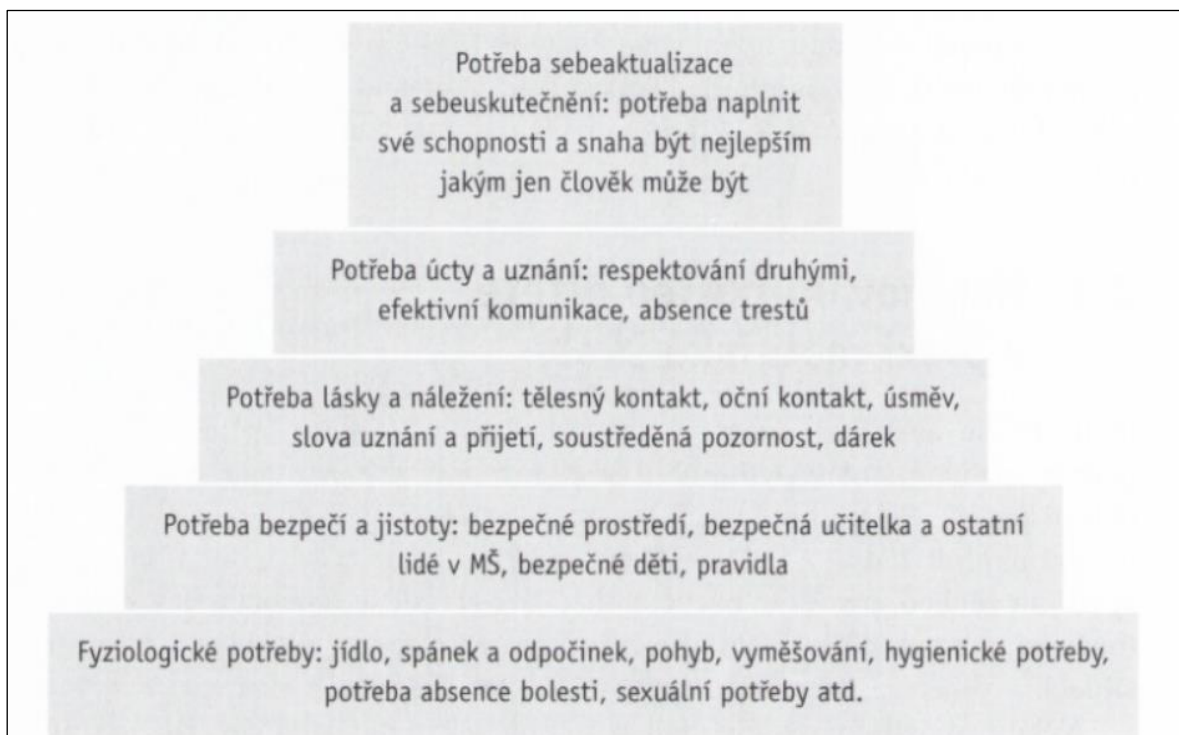 Potřeba sebeaktualizace
a sebeuskutečnění: potřeba naplnit
své schopnosti a snaha být nejlepším
jakým jen člověk může být
Potřeba úcty a uznání: respektování druhými,
efektivní komunikace, absence trestů
Potřeba lásky a náležení: tělesný kontakt, oční kontakt, úsměv,
slova uznání a přijetí, soustředěná pozornost, dárek
Potřeba bezpečí a jistoty: bezpečné prostředí, bezpečná učitelka a ostatní
lidé v MŠ, bezpečné děti, pravidla
Fyziologické potřeby: jídlo, spánek a odpočinek, pohyb, vyměšování, hygienické potřeby,
potřeba absence bolesti, sexuální potřeby atd.